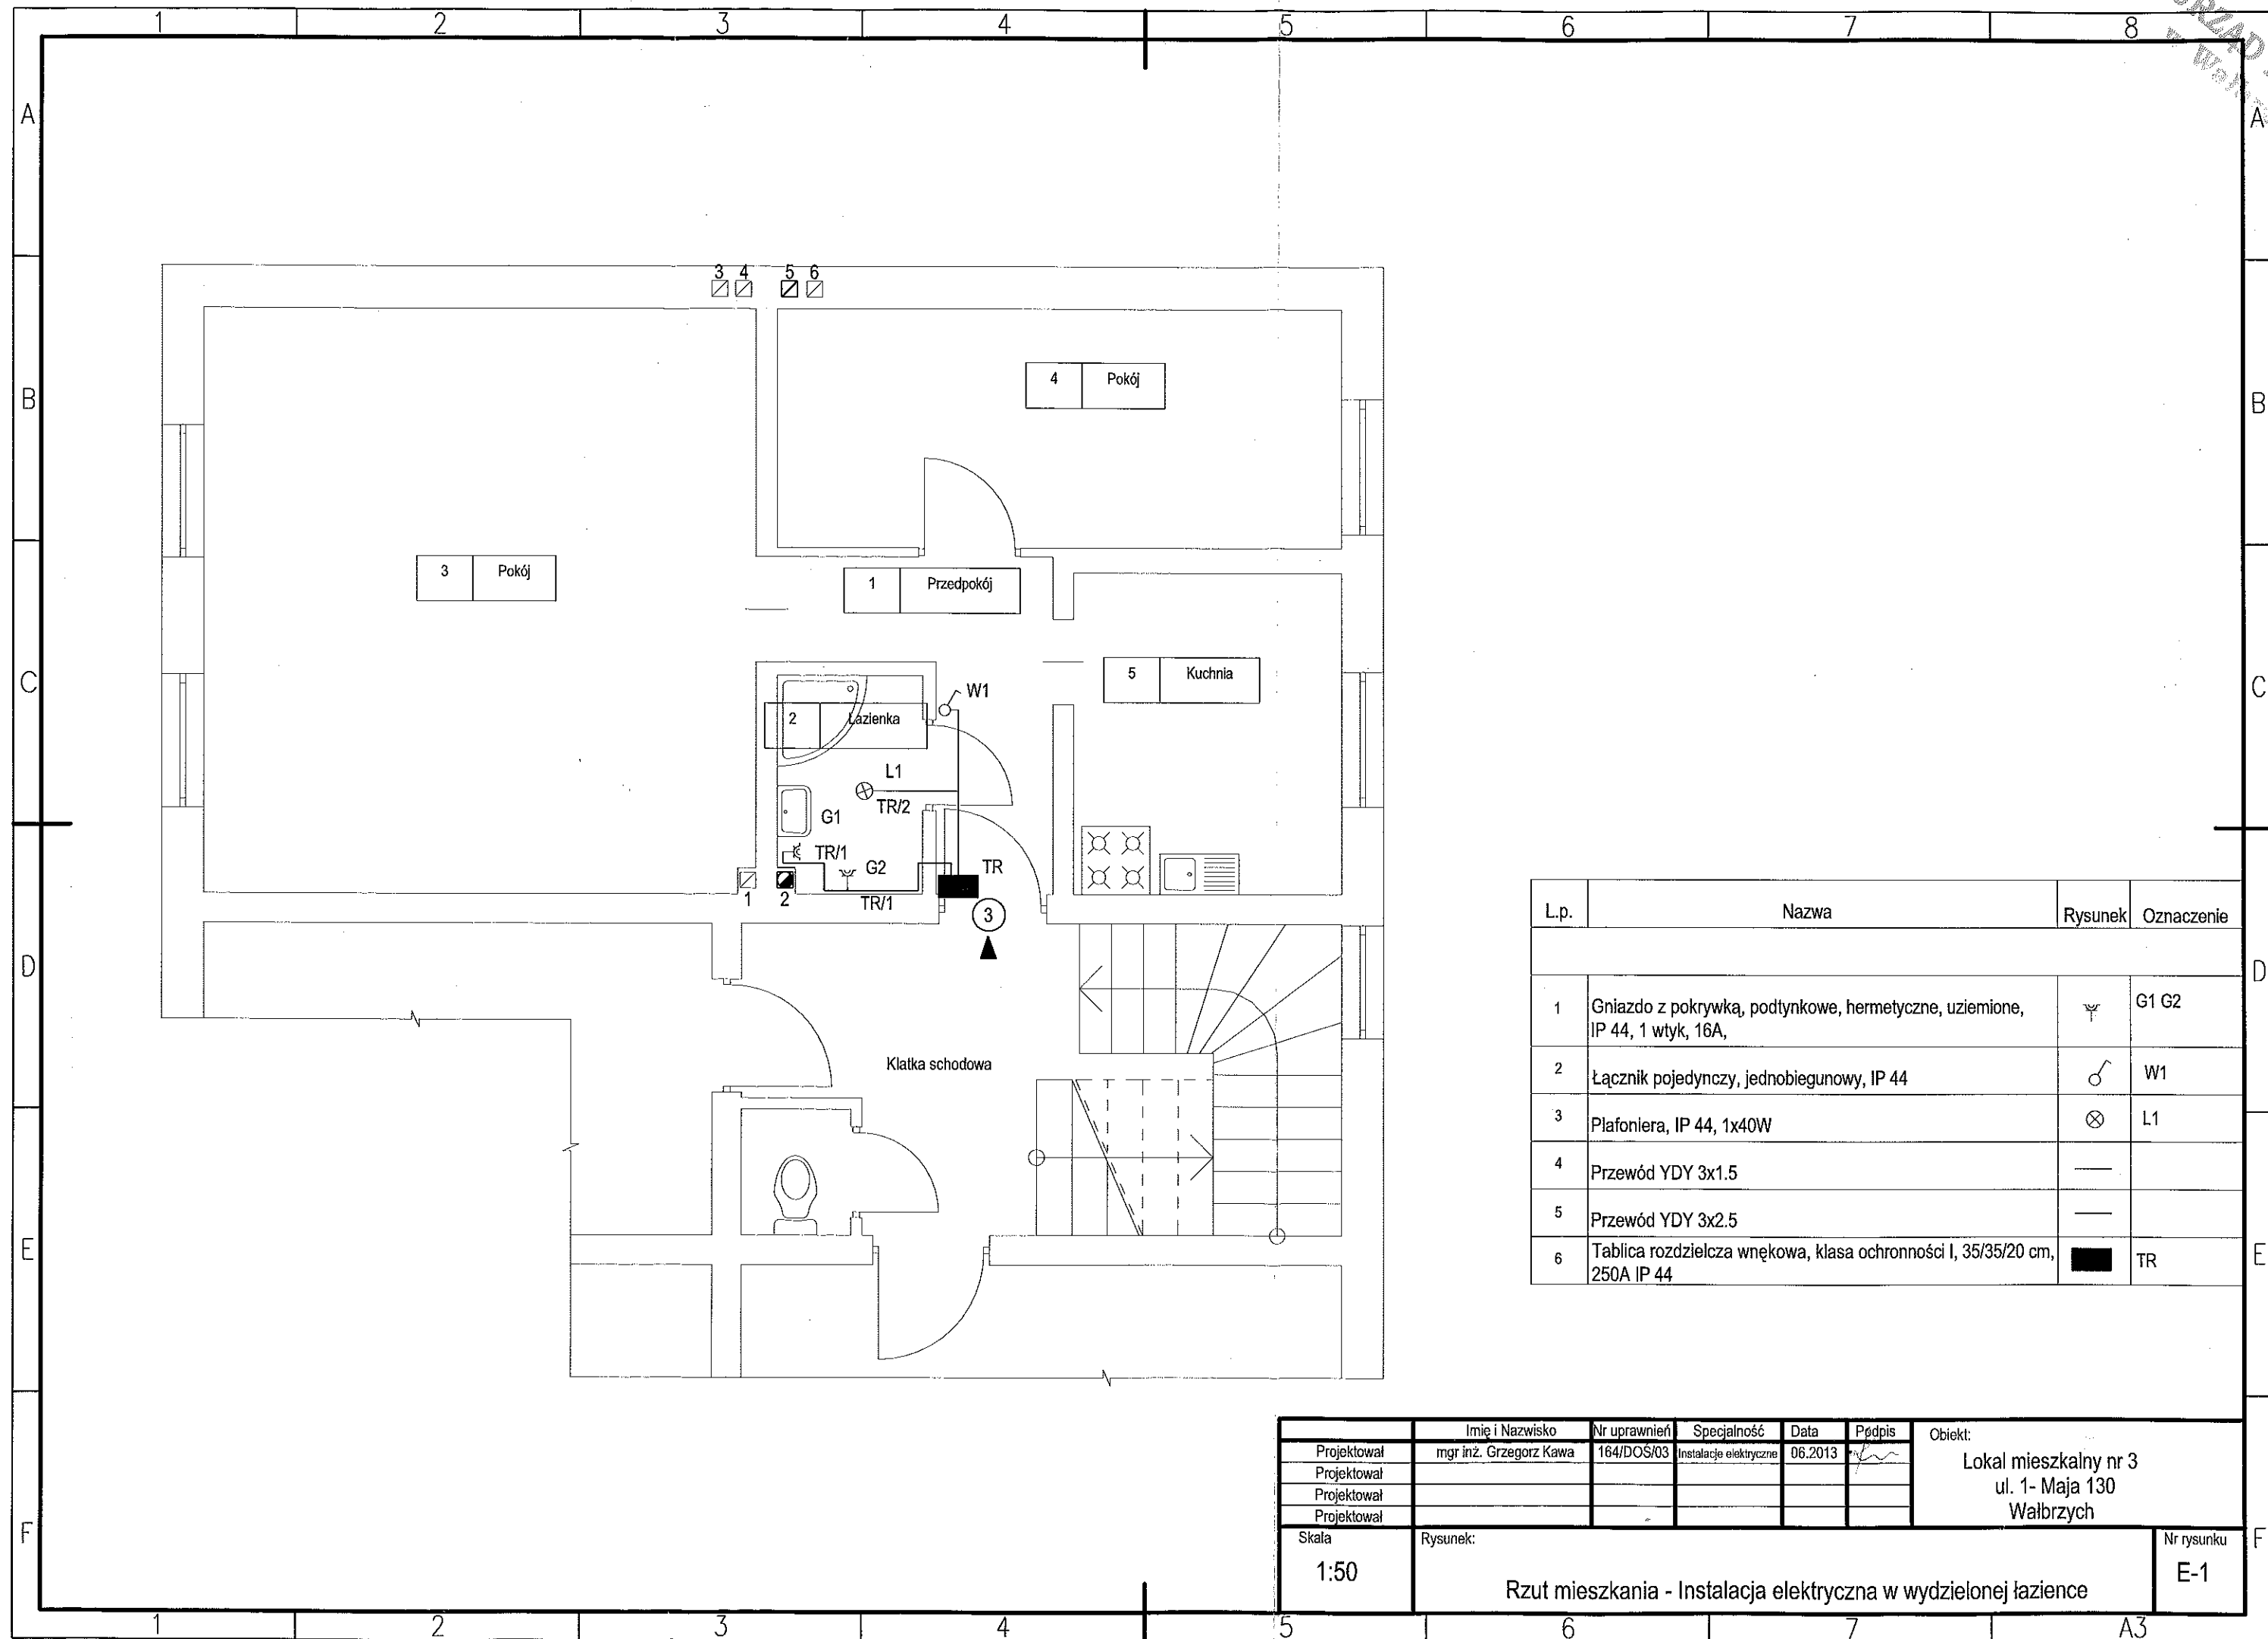 1 2 3 4 5 6 7 8
A A
B B
C C
D D
E E
F F
3 4 5 6
4 Pokój
3 Pokój
1 Przedpokój
5 Kuchnia
W1
2 Łazienka
L1
TR/2
G1
TR/1
G2
TR
1 2
TR/1
3
Klatka schodowa
L.p. Nazwa Rysunek Oznaczenie
1 Gniazdo z pokrywką, podtynkowe, hermetyczne, uziemione, G1 G2
IP 44, 1 wtyk, 16A,
2 Łącznik pojedynczy, jednobiegunowy, IP 44 W1
3 Plafoniera, IP 44, 1x40W L1
4 Przewód YDY 3x1.5
5 Przewód YDY 3x2.5
6 Tablica rozdzielcza wnękowa, klasa ochronności I, 35/35/20 cm, TR
250A IP 44
Imię i Nazwisko Nr uprawnień Specjalność Data Podpis Obiekt:
Projektował mgr inż. Grzegorz Kawa 164/DOŚ/03 Instalacje elektryczne 06.2013
Projektował
Projektował
Projektował
Lokal mieszkalny nr 3
ul. 1- Maja 130
Wałbrzych
Skala Rysunek: Nr rysunku
1:50 Rzut mieszkania - Instalacja elektryczna w wydzielonej łazience E-1
1 2 3 4 5 6 7 A3